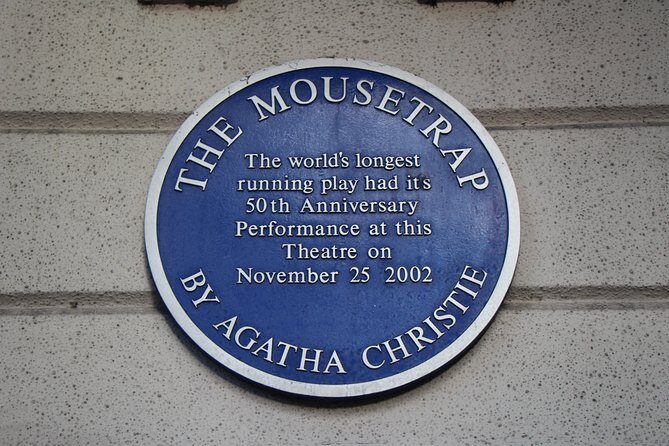 THE MOUSETRAP
The world's longest
running play had its
50th Anniversary
Performance at this
Theatre on
November 25 2002
BY AGATHA CHRISTIE